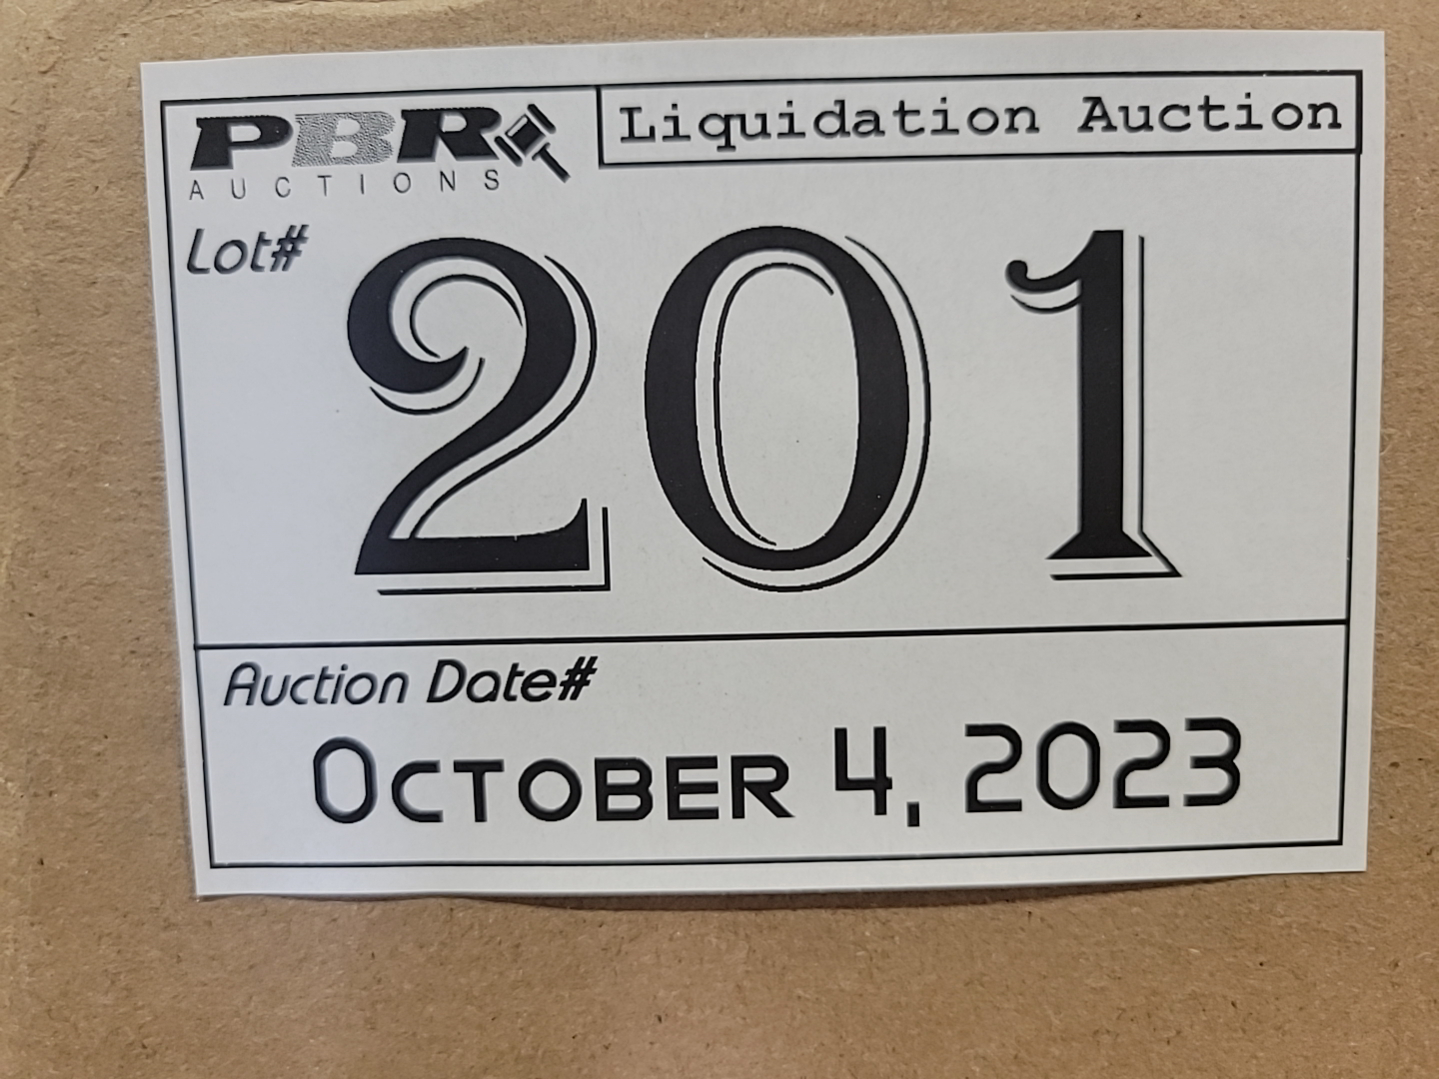 PBR
AUCTIONS
Liquidation Auction
Lot#
201
Auction Date#
OCTOBER 4, 2023